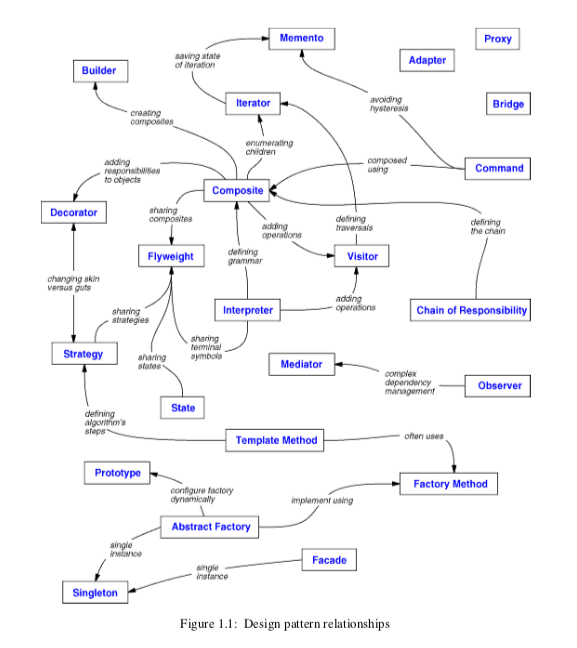 Memento
Proxy
saving state
of iteration
Adapter
Builder
Iterator
avoiding
hysteresis
Bridge
creating
composites
enumerating
children
adding
responsibilities
to objects
composed
using
Command
Composite
Decorator
sharing
composites
adding
operations
defining
traversals
defining
the chain
Flyweight
defining
grammar
Visitor
changing skin
versus guts
sharing
strategies
Interpreter
adding
operations
Chain of Responsibility
Strategy
sharing
states
sharing
terminal
symbols
Mediator
complex
dependency
management
Observer
State
defining
algorithm's
steps
Template Method
often uses
Prototype
configure factory
dynamically
implement using
Factory Method
Abstract Factory
single
instance
Facade
single
instance
Singleton
Figure 1.1: Design pattern relationships